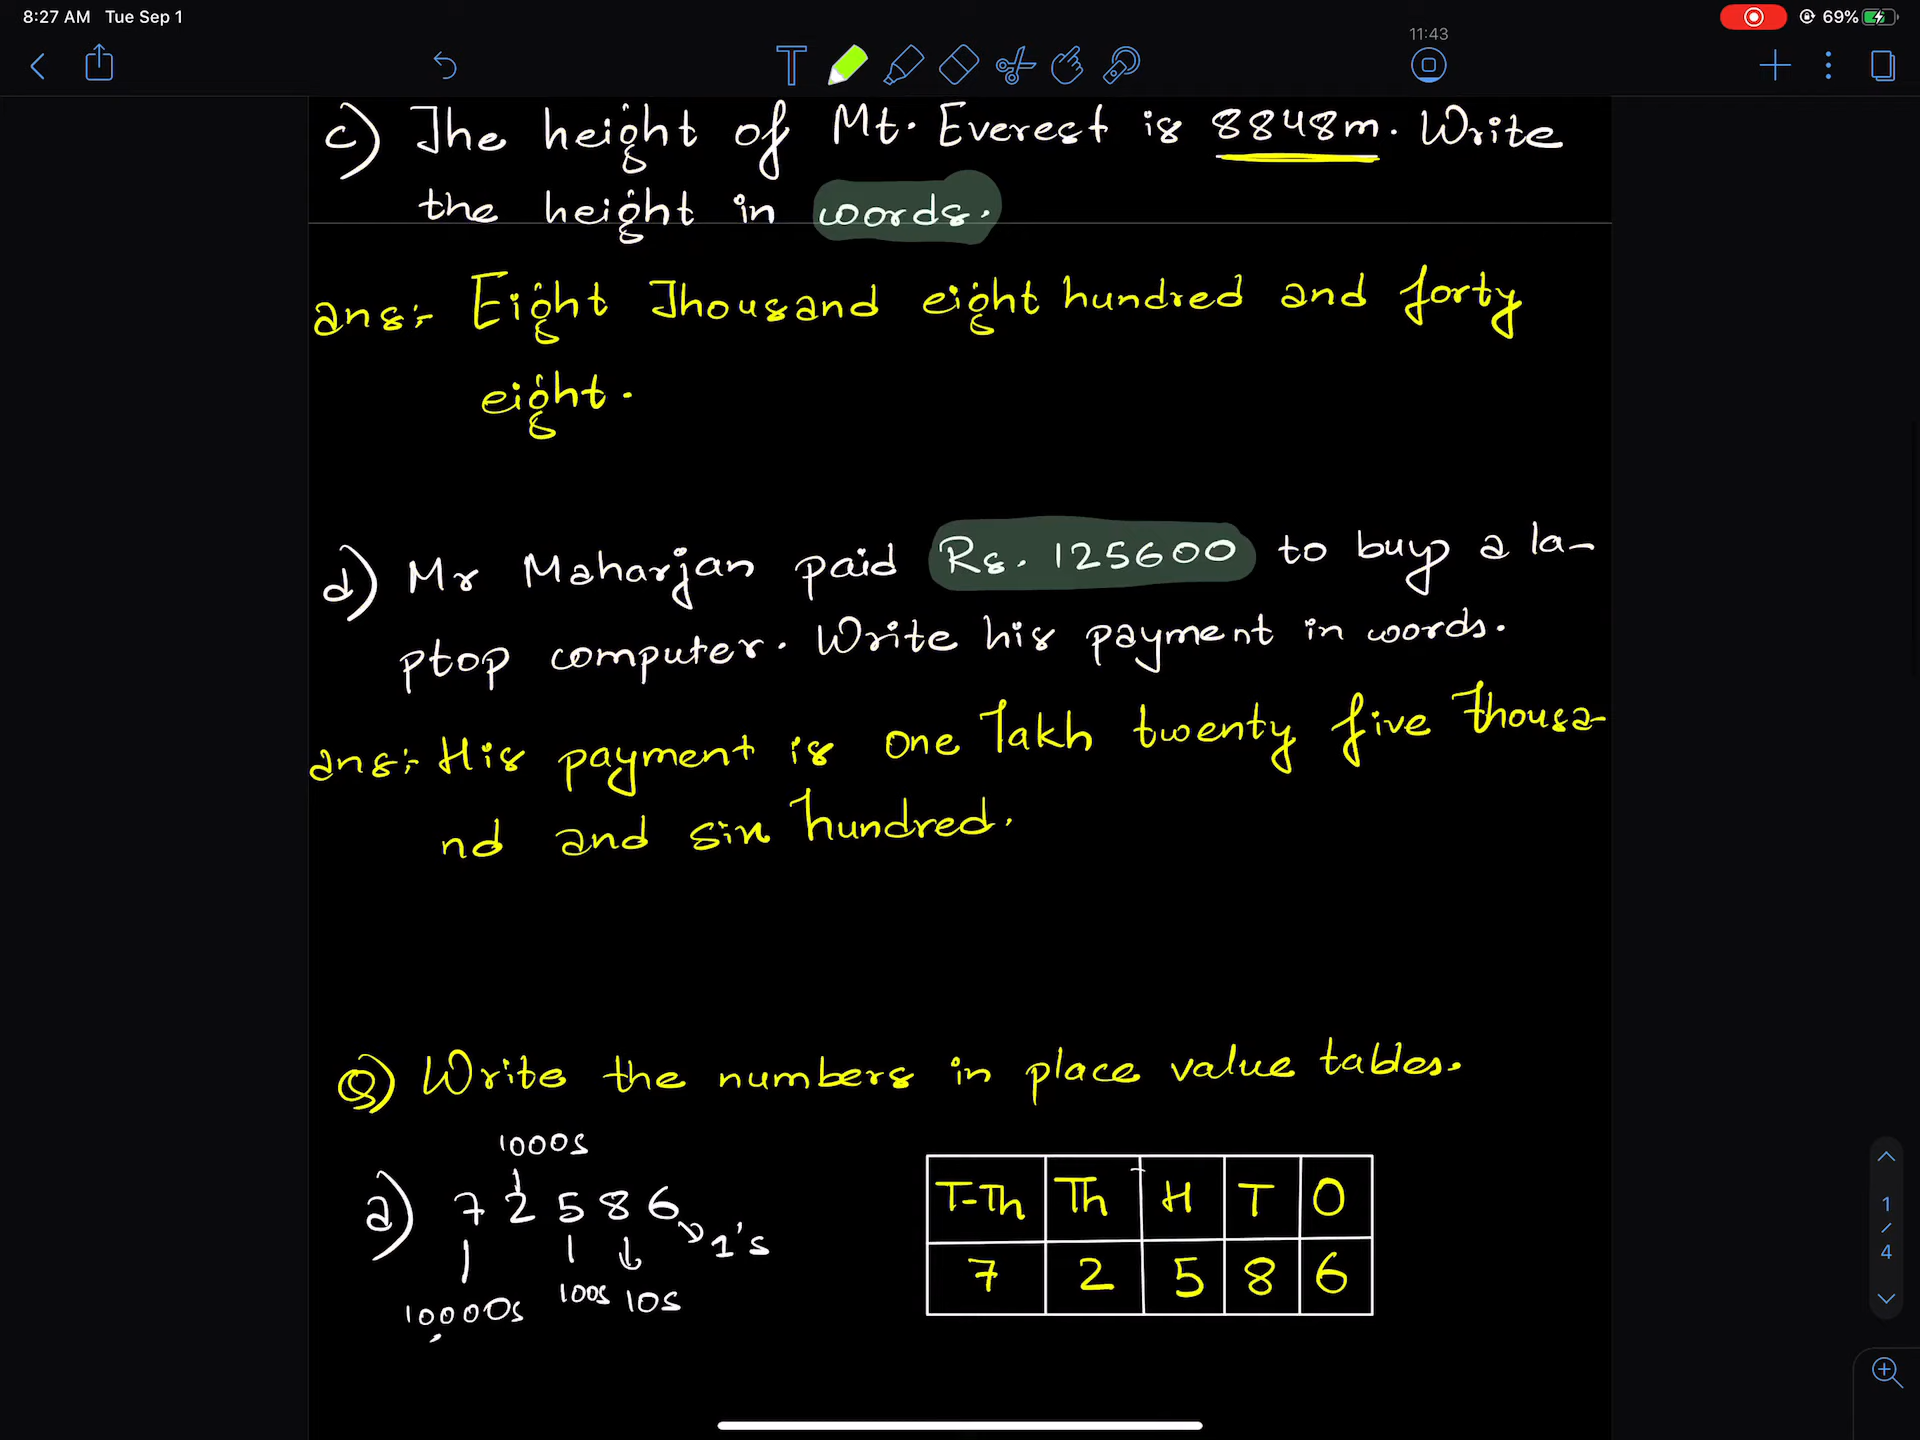 8:27 AM Tue Sep 1
69%
11:43
c) The height of Mt. Everest is 8848m. Write
the height in words.
ans:- Eight Thousand eight hundred and forty
eight.
d) Mr Maharjan paid Rs. 125600 to buy a la-
ptop computer. Write his payment in words.
ans:- His payment is one lakh twenty five thousa-
nd and six hundred.
Q) Write the numbers in place value tables.
1000s
a) 7 2 5 8 6
1's
10000s 100s 10s
T-Th Th H T O
7 2 5 8 6
1
/
4